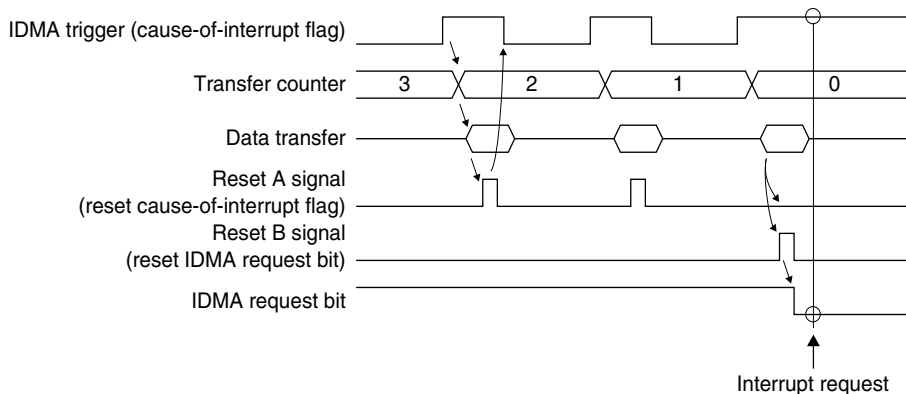 IDMA trigger (cause-of-interrupt flag)
Transfer counter
3 2 1 0
Data transfer
Reset A signal
(reset cause-of-interrupt flag)
Reset B signal
(reset IDMA request bit)
IDMA request bit
Interrupt request